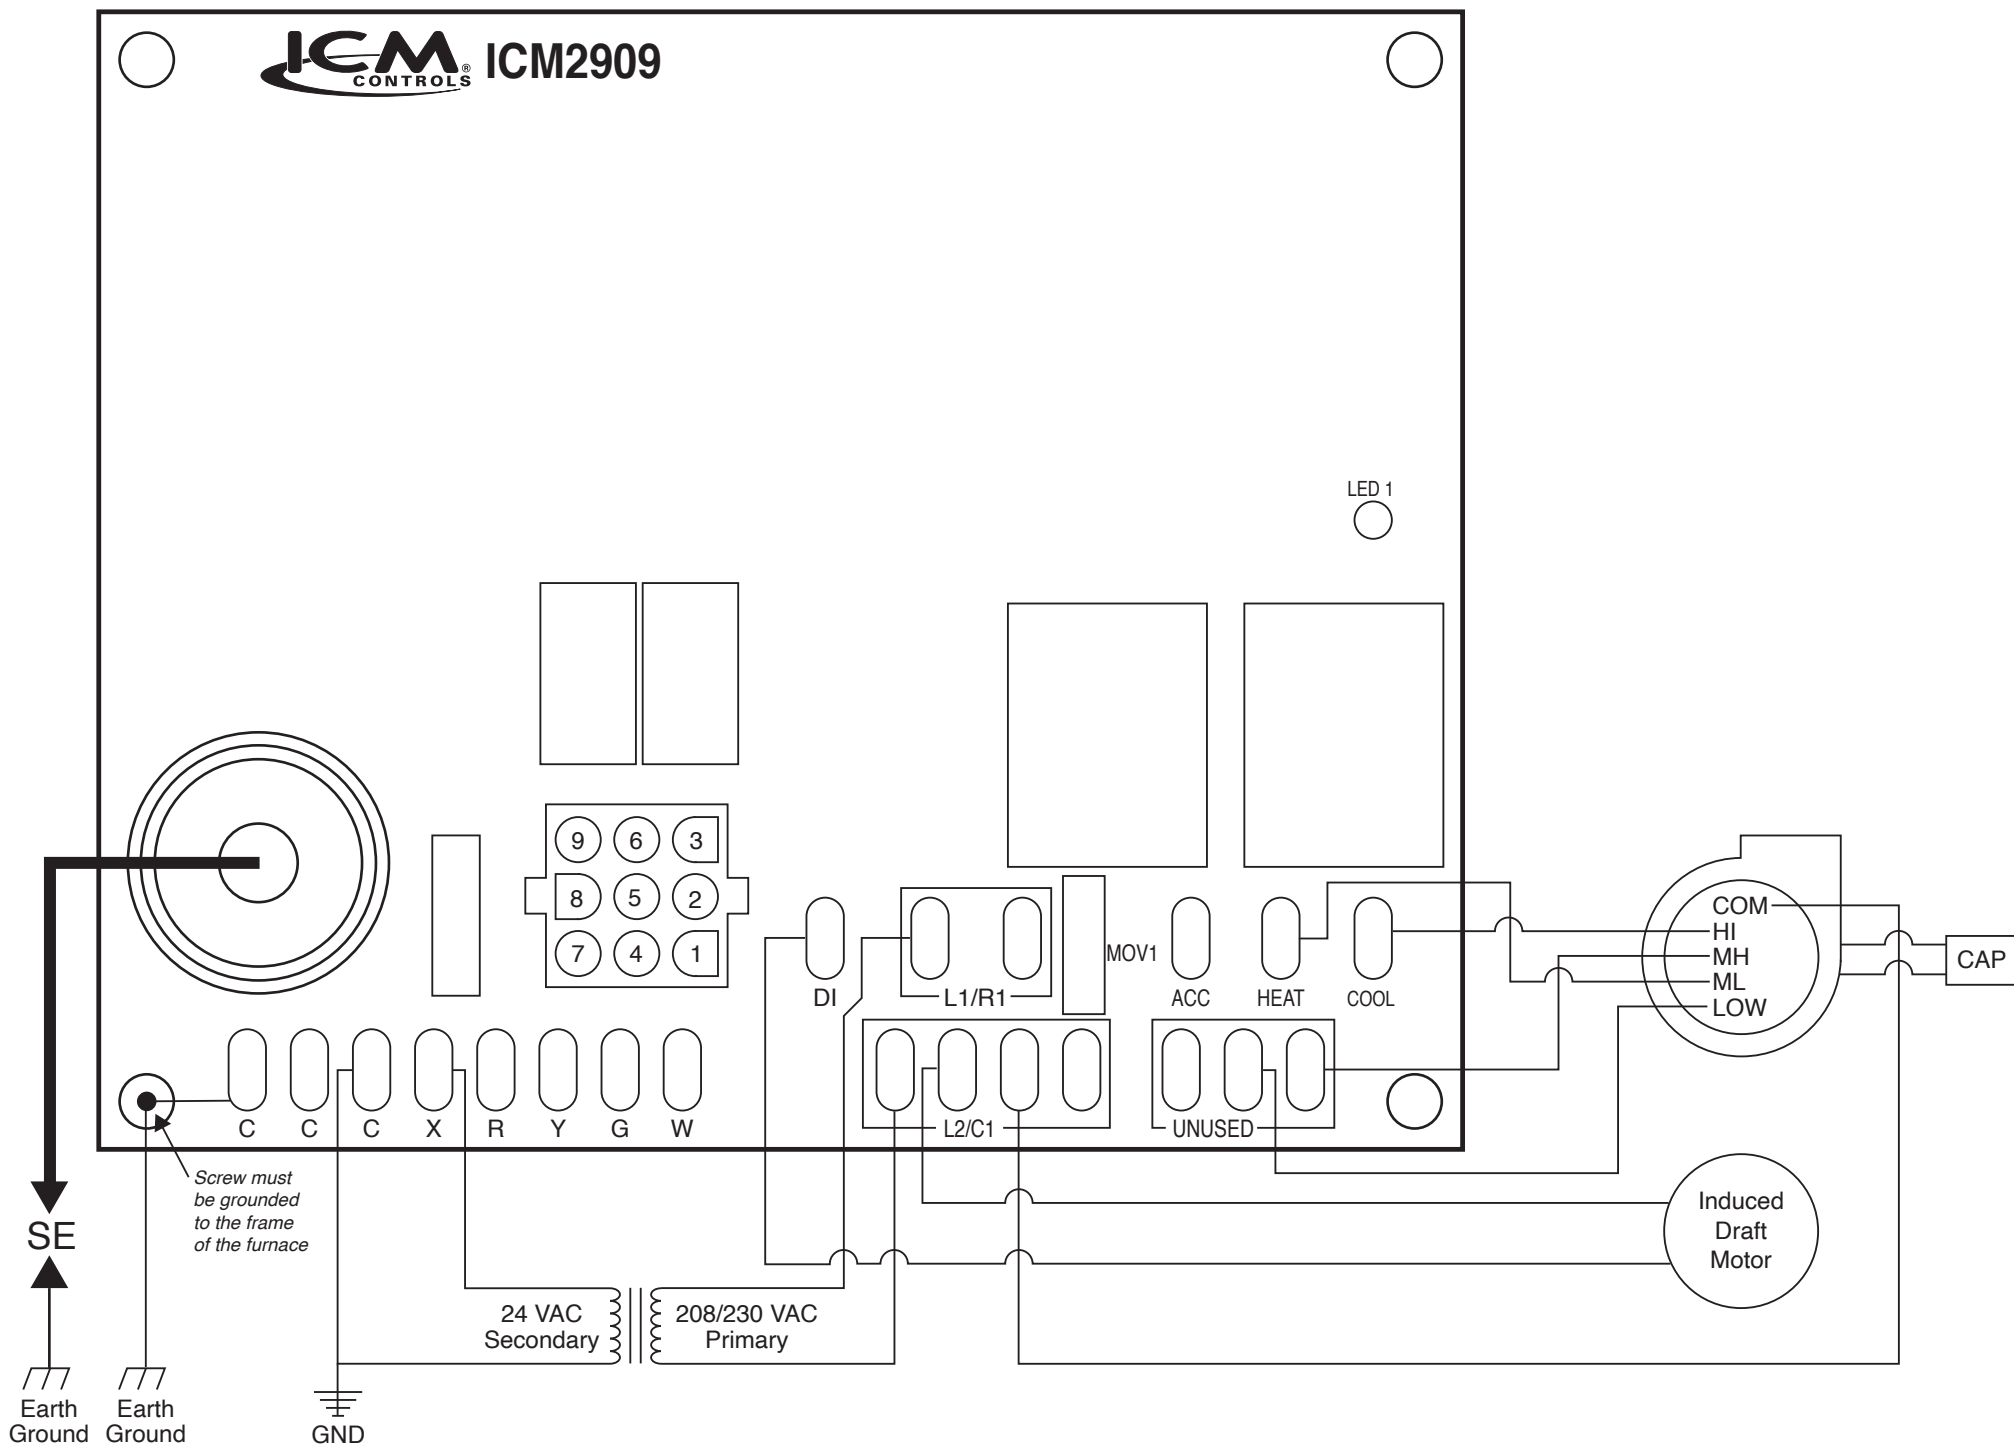 ICM
CONTROLS®
ICM2909
LED 1
9 6 3
8 5 2
7 4 1
DI
L1/R1
MOV1
ACC
HEAT
COOL
COM
HI
MH
ML
LOW
CAP
C C C X R Y G W
L2/C1
UNUSED
Screw must
be grounded
to the frame
of the furnace
SE
Induced
Draft
Motor
24 VAC
Secondary
208/230 VAC
Primary
Earth
Ground
Earth
Ground
GND